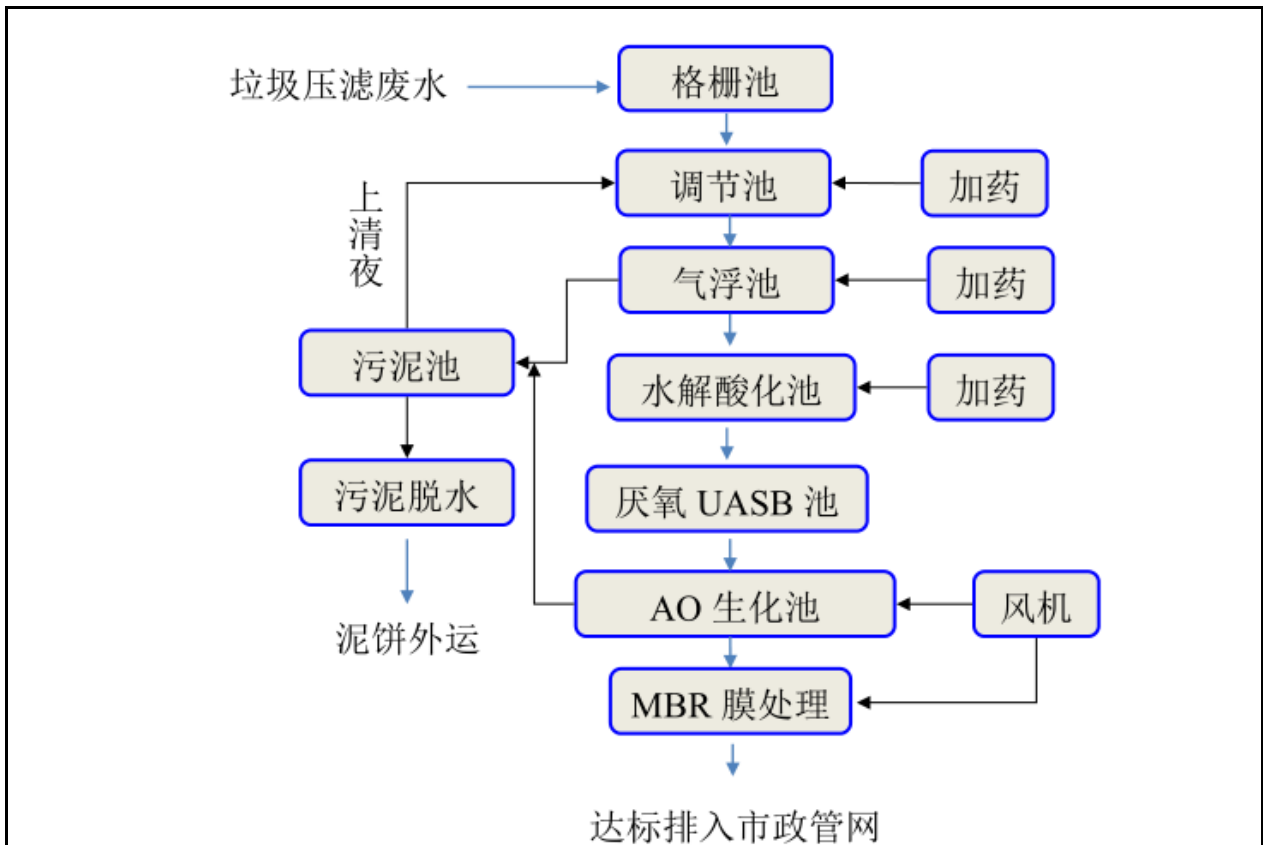 垃圾压滤废水
格栅池
调节池
加药
上清夜
气浮池
加药
污泥池
水解酸化池
加药
污泥脱水
厌氧 UASB 池
AO 生化池
风机
泥饼外运
MBR 膜处理
达标排入市政管网